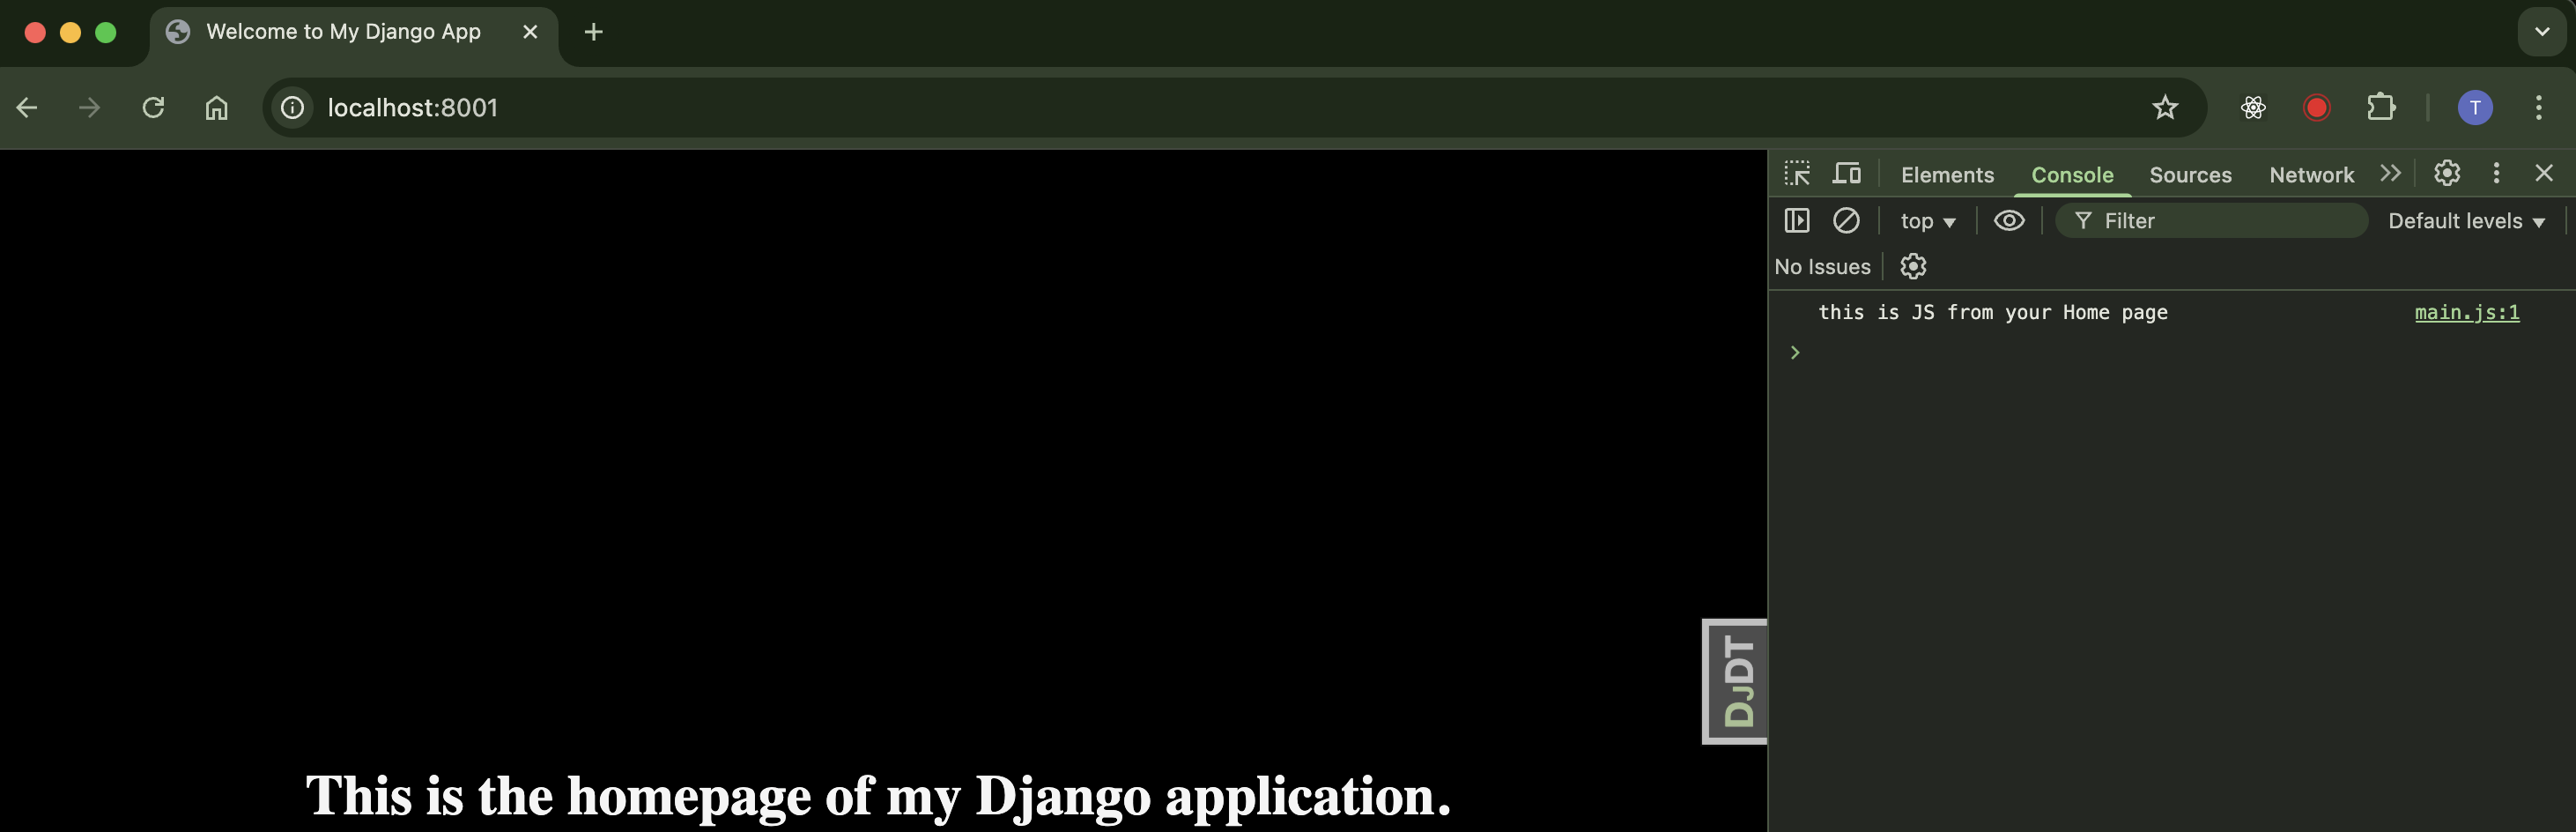 Welcome to My Django App
localhost:8001
T
Elements Console Sources Network
top Filter Default levels
No Issues
this is JS from your Home page main.js:1
DJDT
This is the homepage of my Django application.